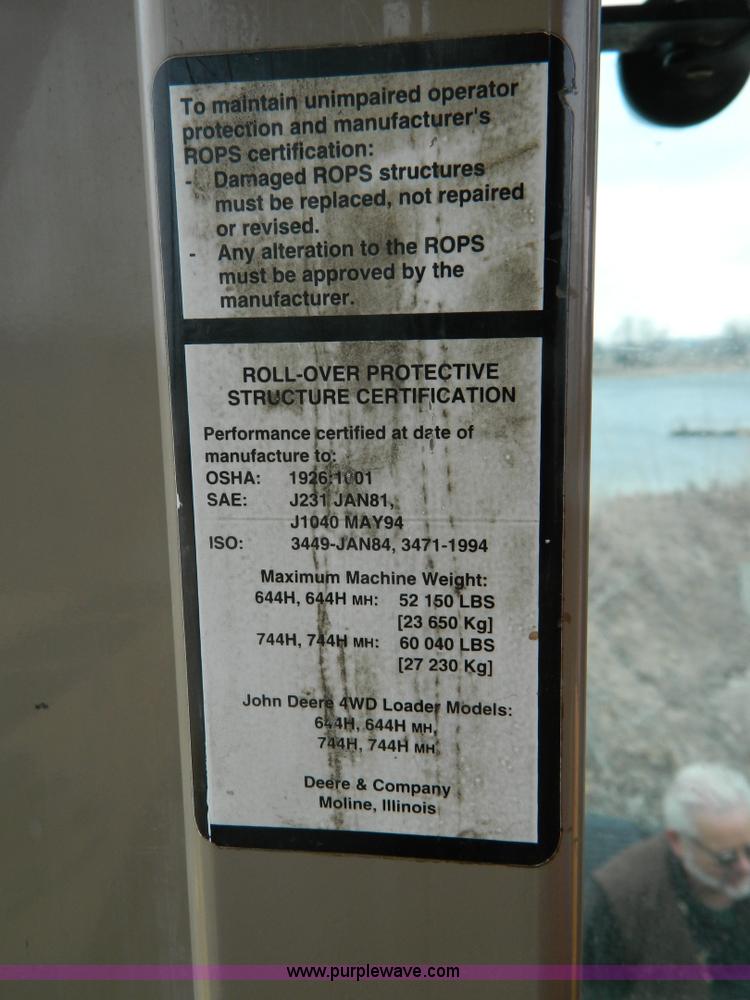 To maintain unimpaired operator
protection and manufacturer's
ROPS certification:
- Damaged ROPS structures
must be replaced, not repaired
or revised.
- Any alteration to the ROPS
must be approved by the
manufacturer.
ROLL-OVER PROTECTIVE
STRUCTURE CERTIFICATION
Performance certified at date of
manufacture to:
OSHA: 1926:1001
SAE: J231 JAN81,
J1040 MAY94
ISO: 3449-JAN84, 3471-1994
Maximum Machine Weight:
644H, 644H MH: 52 150 LBS
[23 650 Kg]
744H, 744H MH: 60 040 LBS
[27 230 Kg]
John Deere 4WD Loader Models:
644H, 644H MH,
744H, 744H MH
Deere & Company
Moline, Illinois
www.purplewave.com